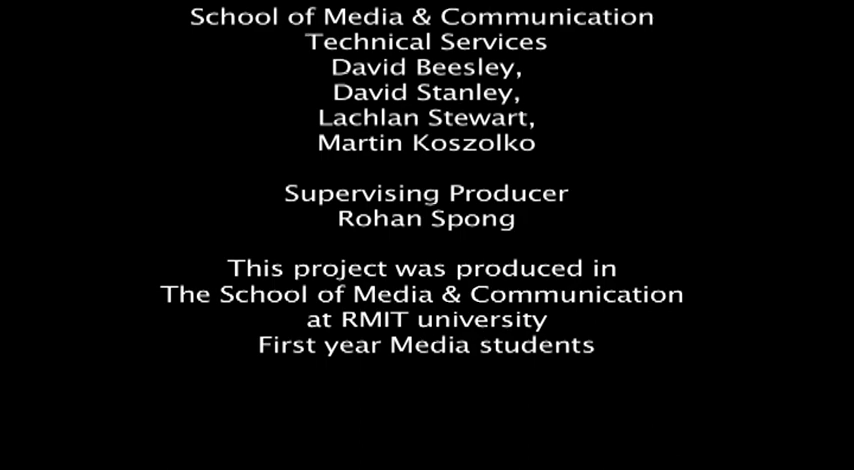 School of Media & Communication
Technical Services
David Beesley,
David Stanley,
Lachlan Stewart,
Martin Koszolko
Supervising Producer
Rohan Spong
This project was produced in
The School of Media & Communication
at RMIT university
First year Media students